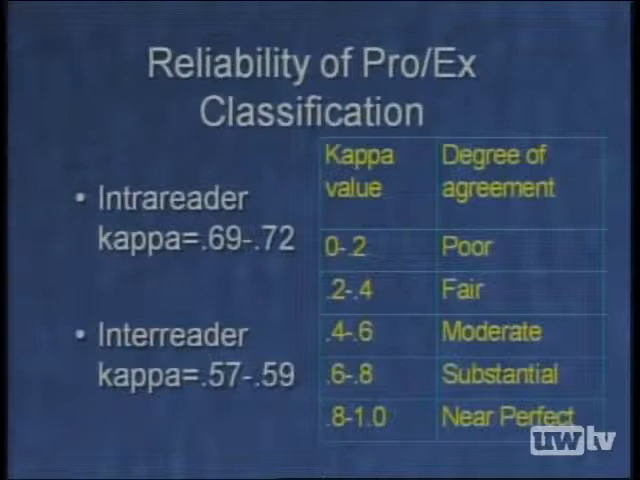 Reliability of Pro/Ex
Classification
• Intrareader
kappa=.69-.72
• Interreader
kappa=.57-.59
Kappa value | Degree of agreement
0-.2 | Poor
.2-.4 | Fair
.4-.6 | Moderate
.6-.8 | Substantial
.8-1.0 | Near Perfect
uwtv